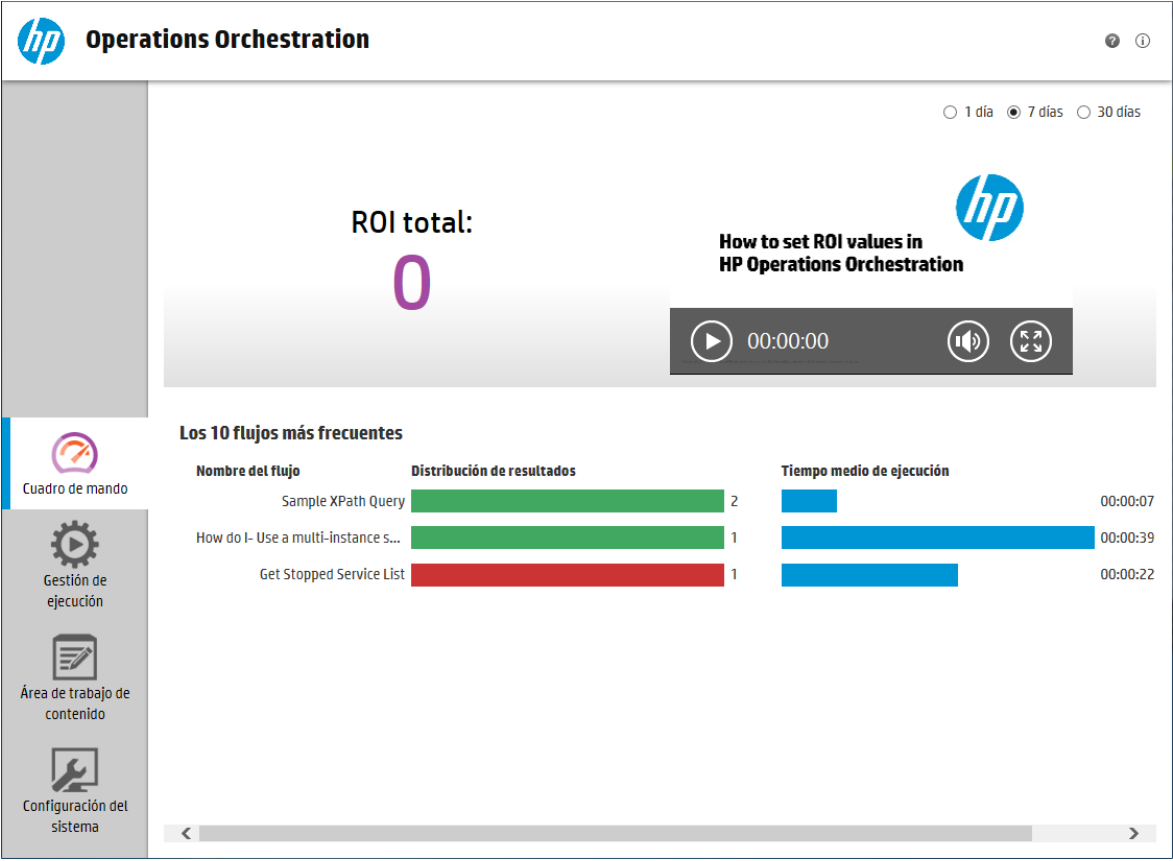 hp Operations Orchestration
1 día 7 días 30 días
ROI total:
0
hp
How to set ROI values in
HP Operations Orchestration
00:00:00
Los 10 flujos más frecuentes
Nombre del flujo Distribución de resultados Tiempo medio de ejecución
Sample XPath Query 2 00:00:07
How do I- Use a multi-instance s... 1 00:00:39
Get Stopped Service List 1 00:00:22
Cuadro de mando
Gestión de
ejecución
Área de trabajo de
contenido
Configuración del
sistema